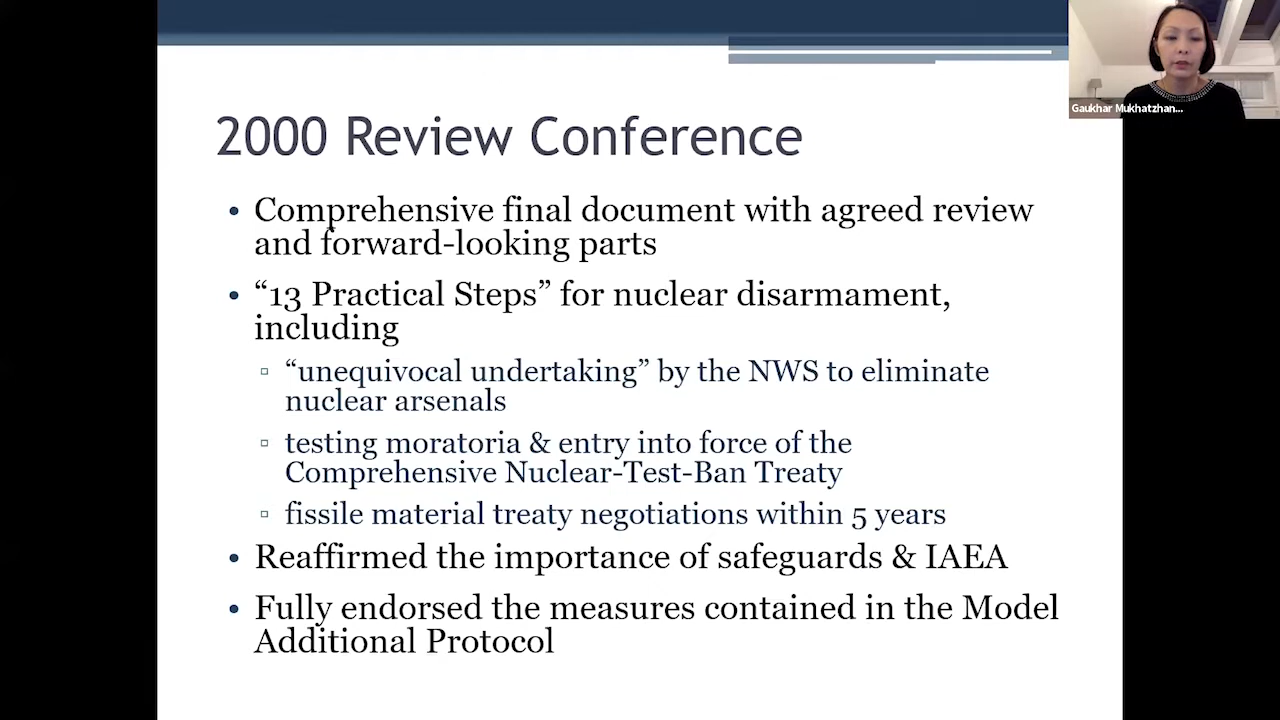 Gaukhar Mukhatzhan...
2000 Review Conference
• Comprehensive final document with agreed review
and forward-looking parts
• “13 Practical Steps” for nuclear disarmament,
including
▫ “unequivocal undertaking” by the NWS to eliminate
nuclear arsenals
▫ testing moratoria & entry into force of the
Comprehensive Nuclear-Test-Ban Treaty
▫ fissile material treaty negotiations within 5 years
• Reaffirmed the importance of safeguards & IAEA
• Fully endorsed the measures contained in the Model
Additional Protocol